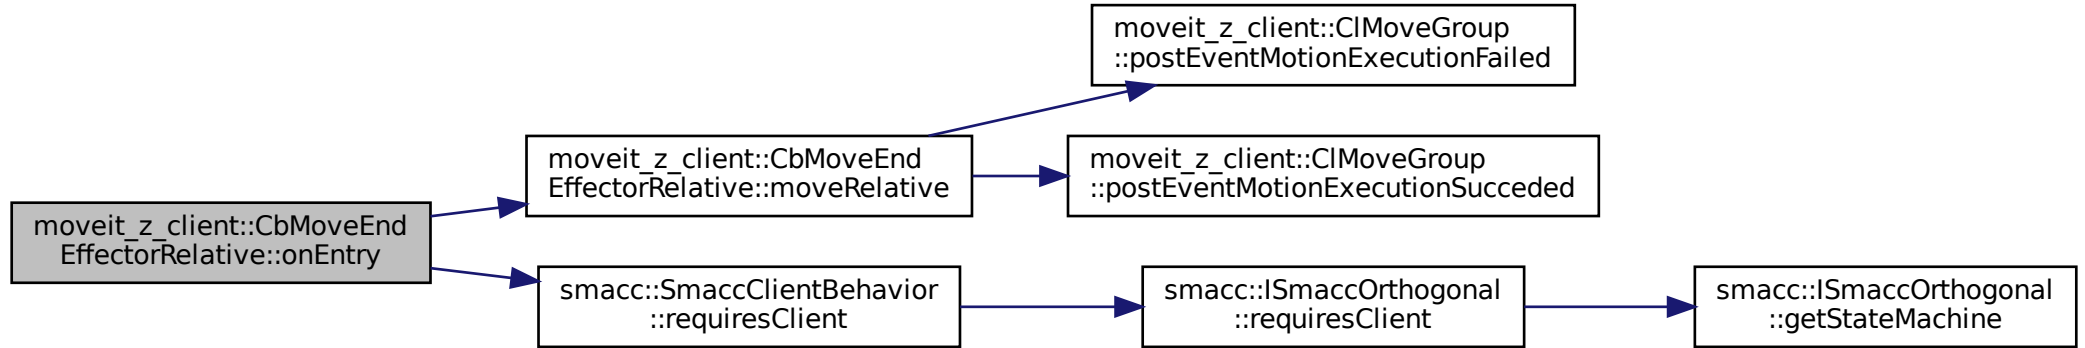 moveit_z_client::ClMoveGroup
::postEventMotionExecutionFailed
moveit_z_client::CbMoveEnd
EffectorRelative::moveRelative
moveit_z_client::ClMoveGroup
::postEventMotionExecutionSucceded
moveit_z_client::CbMoveEnd
EffectorRelative::onEntry
smacc::SmaccClientBehavior
::requiresClient
smacc::ISmaccOrthogonal
::requiresClient
smacc::ISmaccOrthogonal
::getStateMachine